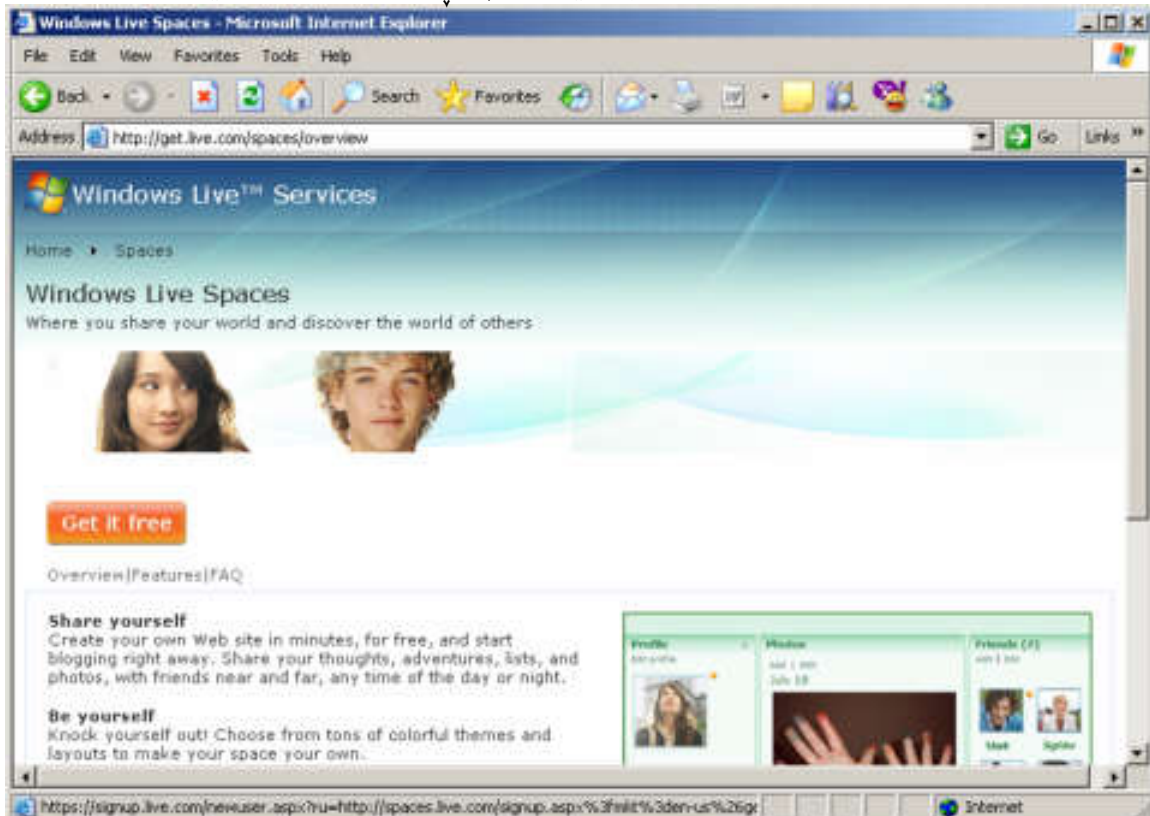 Windows Live Spaces - Microsoft Internet Explorer
File Edit View Favorites Tools Help
Back Search Favorites
Address http://get.live.com/spaces/overview Go Links »
Windows Live™ Services
Home Spaces
Windows Live Spaces
Where you share your world and discover the world of others
Get it free
Overview|Features|FAQ
Share yourself
Create your own Web site in minutes, for free, and start
blogging right away. Share your thoughts, adventures, lists, and
photos, with friends near and far, any time of the day or night.
Be yourself
Knock yourself out! Choose from tons of colorful themes and
layouts to make your space your own.
Profile
Photos
July 18
Friends
https://signup.live.com/newuser.aspx?ru=http://spaces.live.com/signup.aspx%3fmkt%3den-us%26ge
Internet